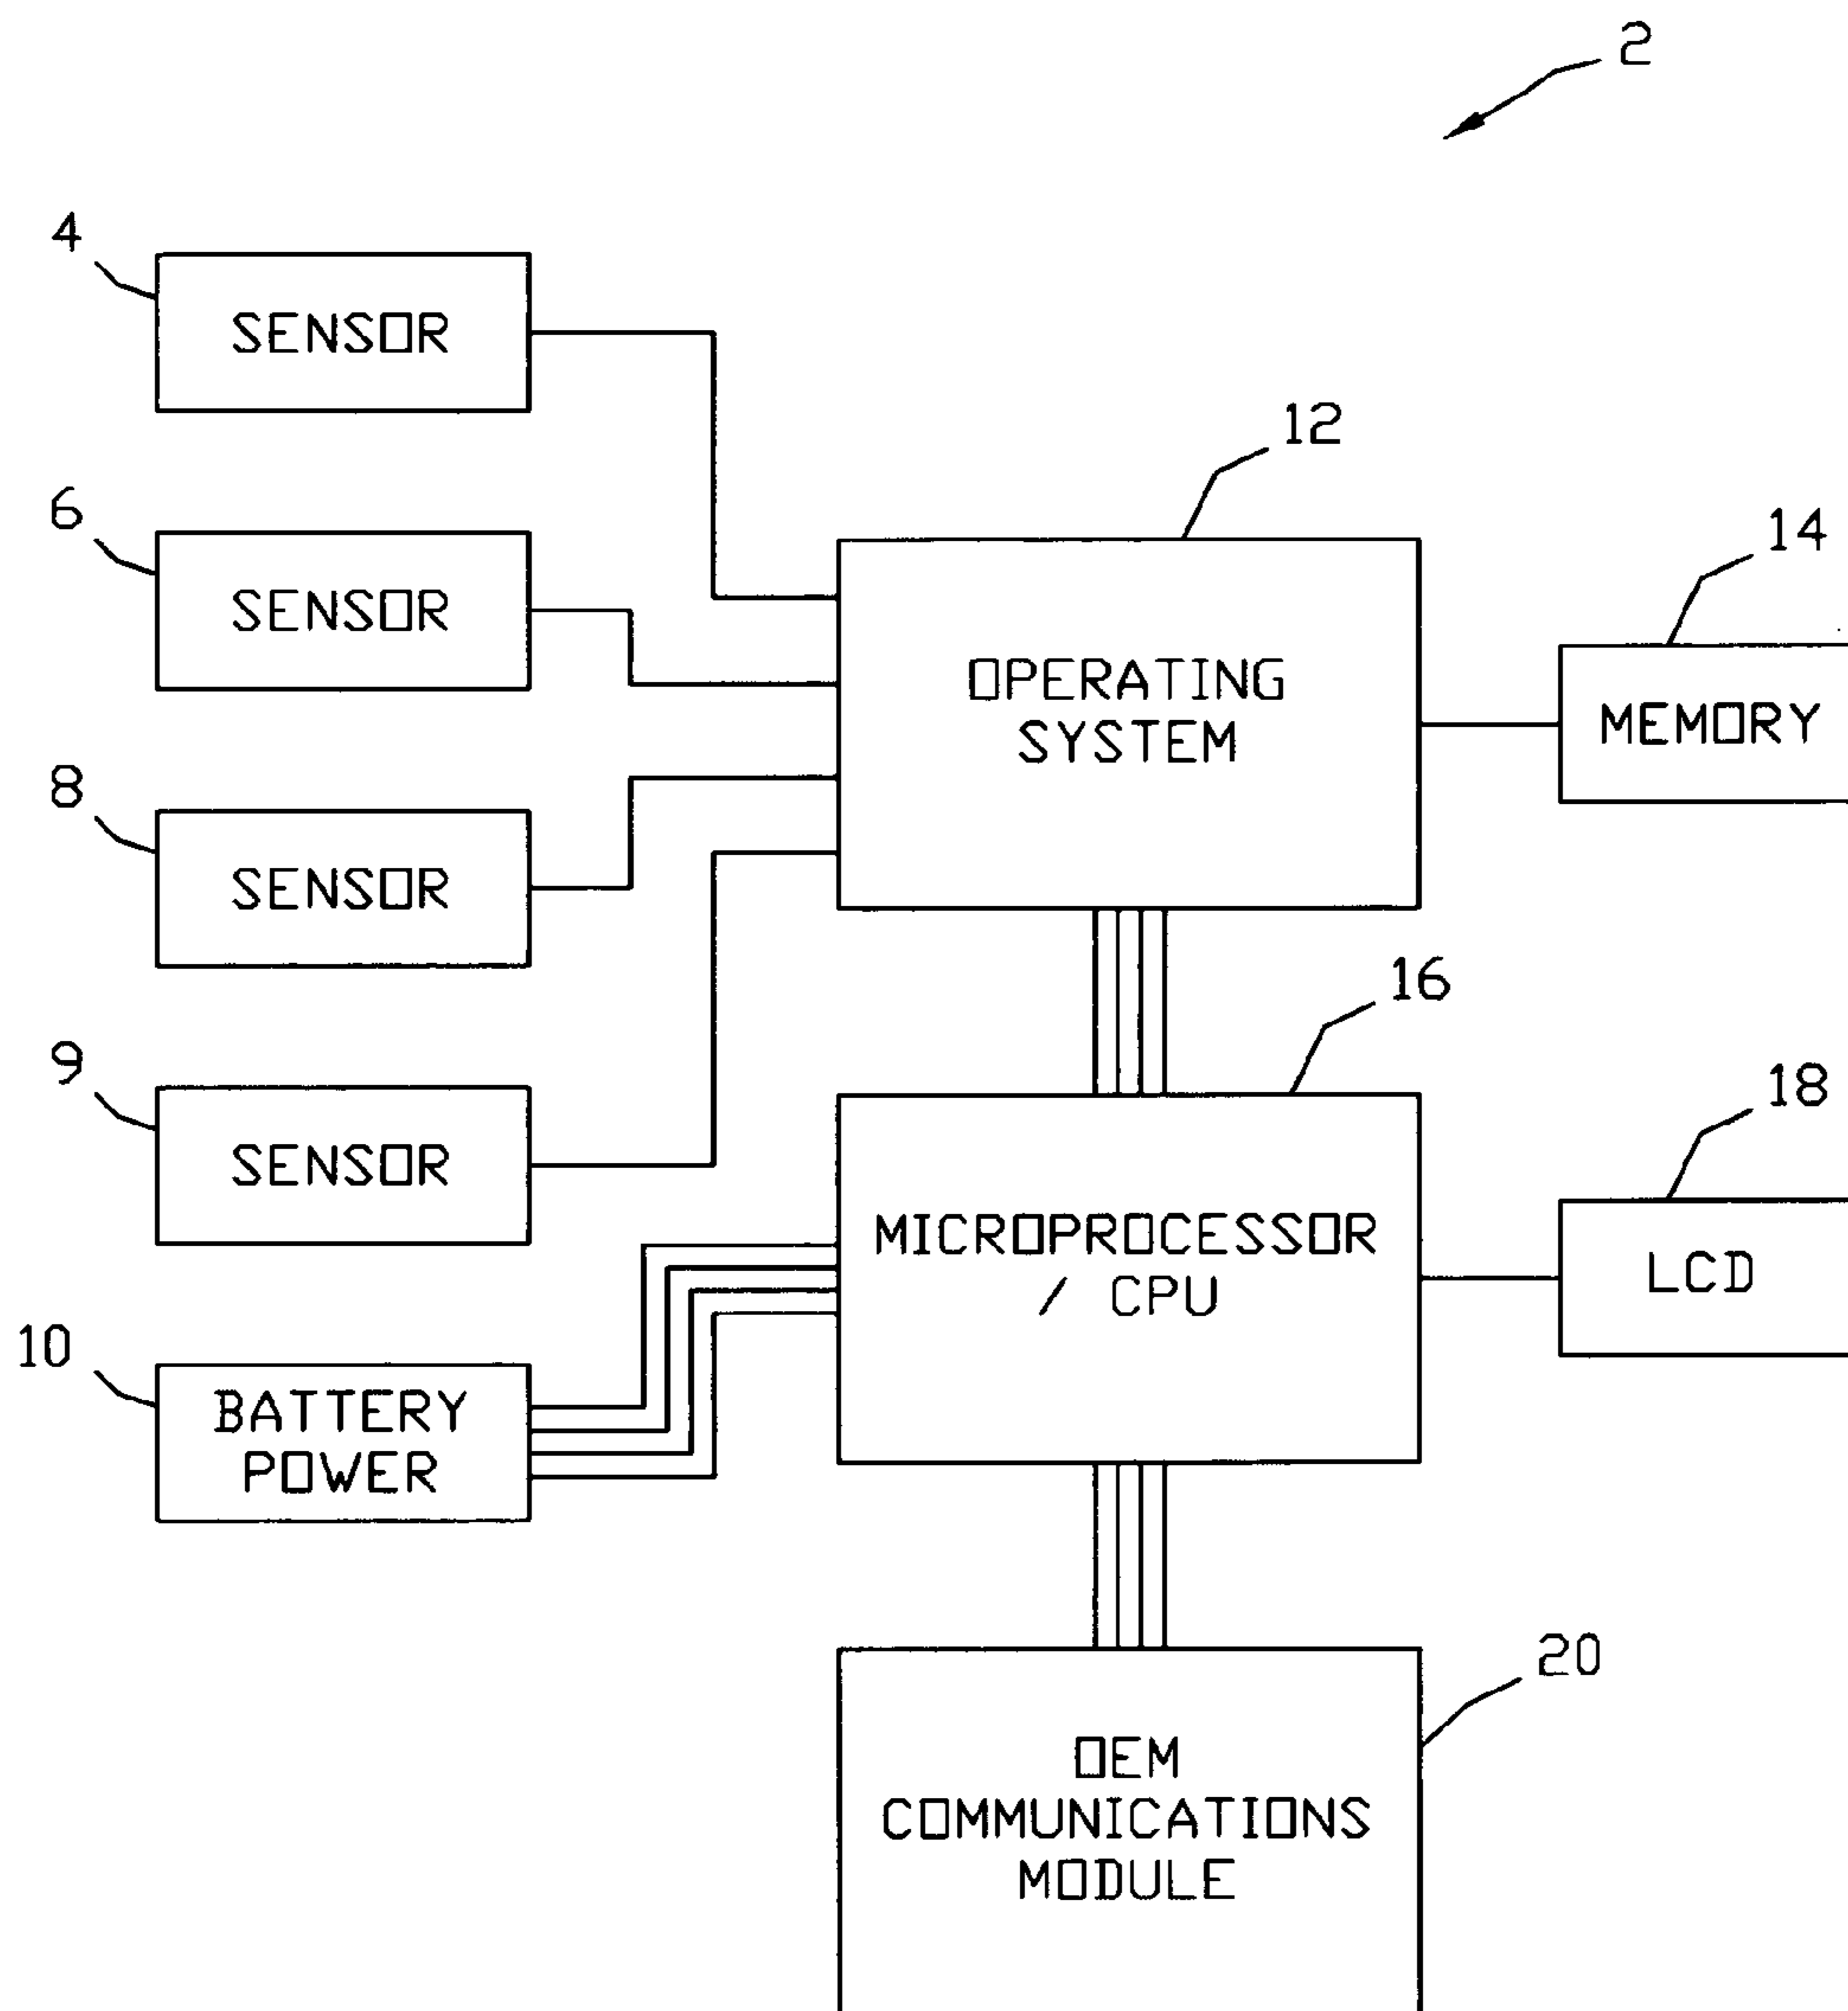 2
4
SENSOR
12
6
SENSOR
14
OPERATING
SYSTEM
MEMORY
8
SENSOR
16
9
SENSOR
18
MICROPROCESSOR
/ CPU
LCD
10
BATTERY
POWER
20
OEM
COMMUNICATIONS
MODULE